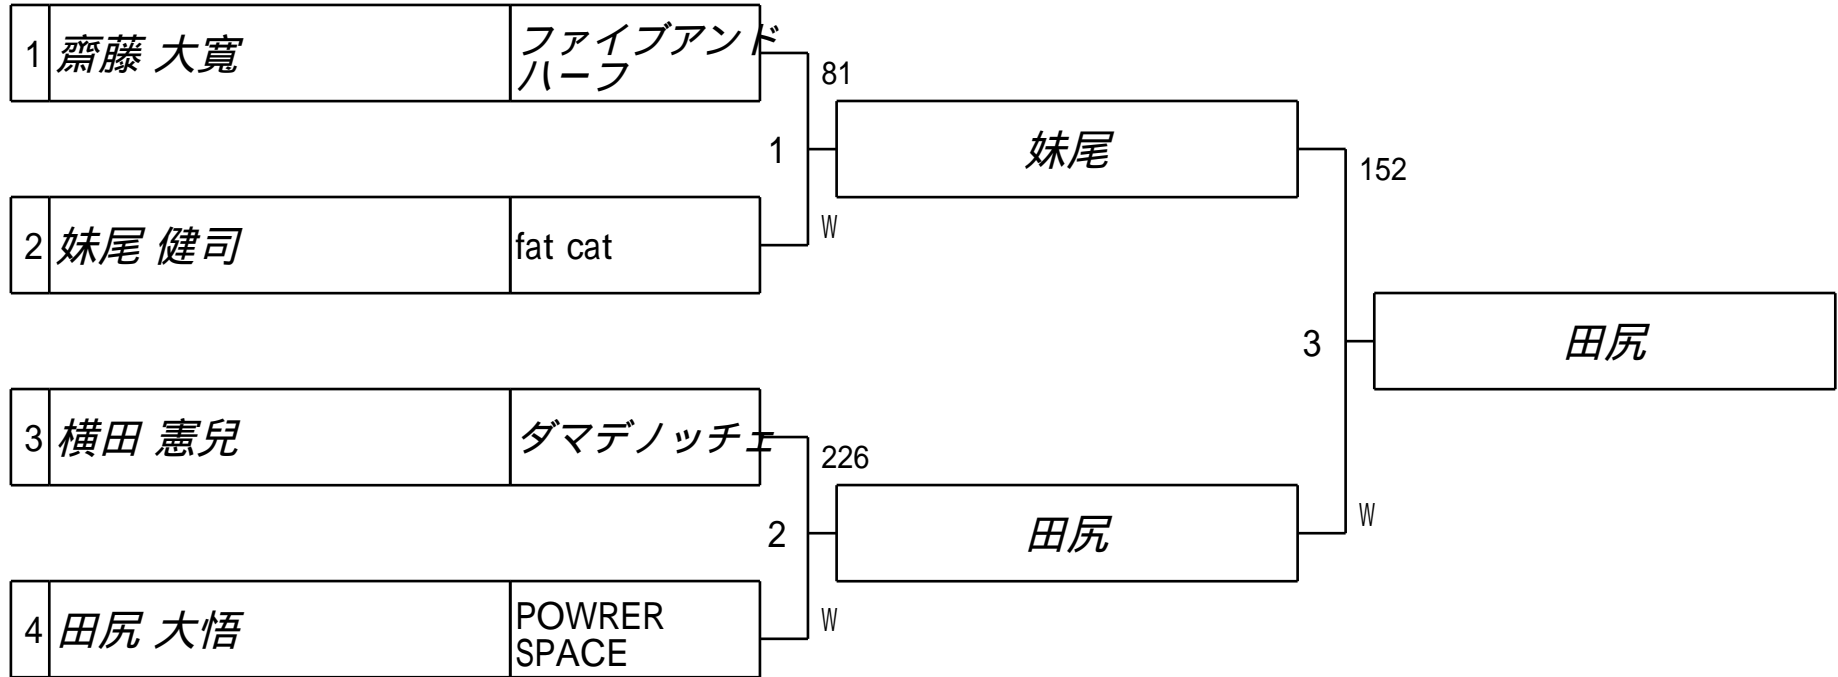 1 齋藤 大寛 ファイブアンド
ハーフ
81
1
妹尾
152
2 妹尾 健司 fat cat
W
3
田尻
3 横田 憲兒 ダマデノッチェ
226
2
田尻
W
4 田尻 大悟 POWRER
SPACE
W